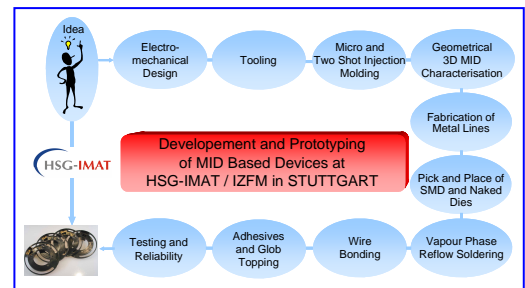 Idea
Electro-
mechanical
Design
Tooling
Micro and
Two Shot Injection
Molding
Geometrical
3D MID
Characterisation
Fabrication of
Metal Lines
Pick and Place of
SMD and Naked
Dies
Vapour Phase
Reflow Soldering
Wire
Bonding
Adhesives
and Glob
Topping
Testing and
Reliability
HSG-IMAT
Developement and Prototyping
of MID Based Devices at
HSG-IMAT / IZFM in STUTTGART